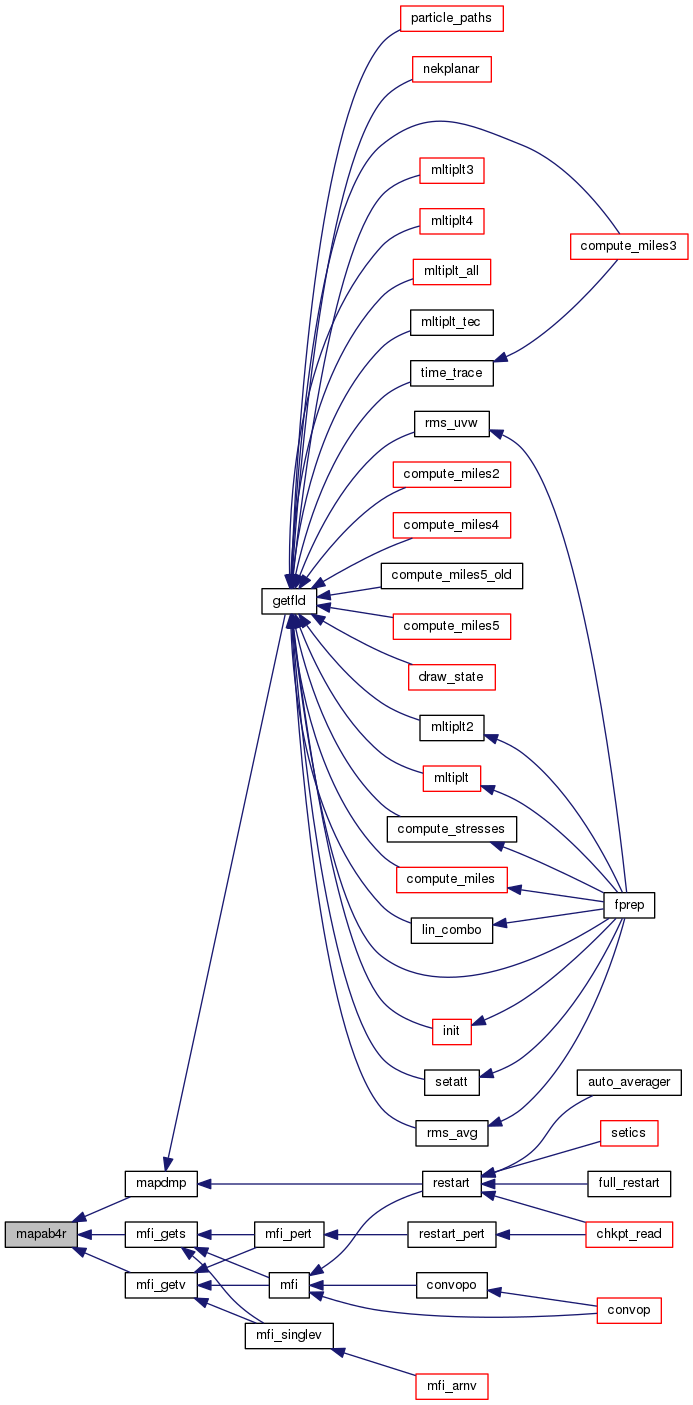 particle_paths
nekplanar
mltiplt3
mltiplt4
compute_miles3
mltiplt_all
mltiplt_tec
time_trace
rms_uvw
compute_miles2
compute_miles4
compute_miles5_old
getfld
compute_miles5
draw_state
mltiplt2
mltiplt
compute_stresses
compute_miles
fprep
lin_combo
init
setatt
auto_averager
rms_avg
setics
mapdmp
restart
full_restart
mapab4r
mfi_gets
mfi_pert
restart_pert
chkpt_read
mfi_getv
mfi
convopo
convop
mfi_singlev
mfi_arnv